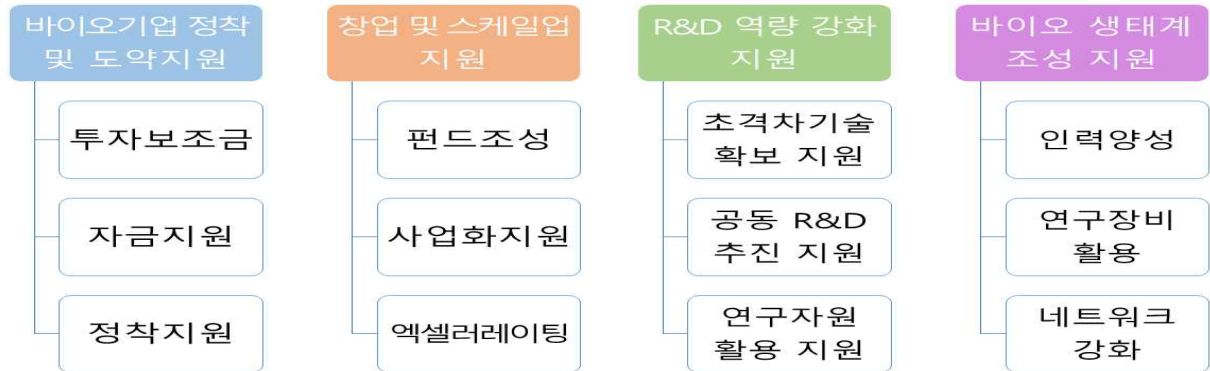 바이오기업 정착
및 도약지원
투자보조금
자금지원
정착지원
창업 및 스케일업
지원
펀드조성
사업화지원
엑셀러레이팅
R&D 역량 강화
지원
초격차기술
확보 지원
공동 R&D
추진 지원
연구자원
활용 지원
바이오 생태계
조성 지원
인력양성
연구장비
활용
네트워크
강화